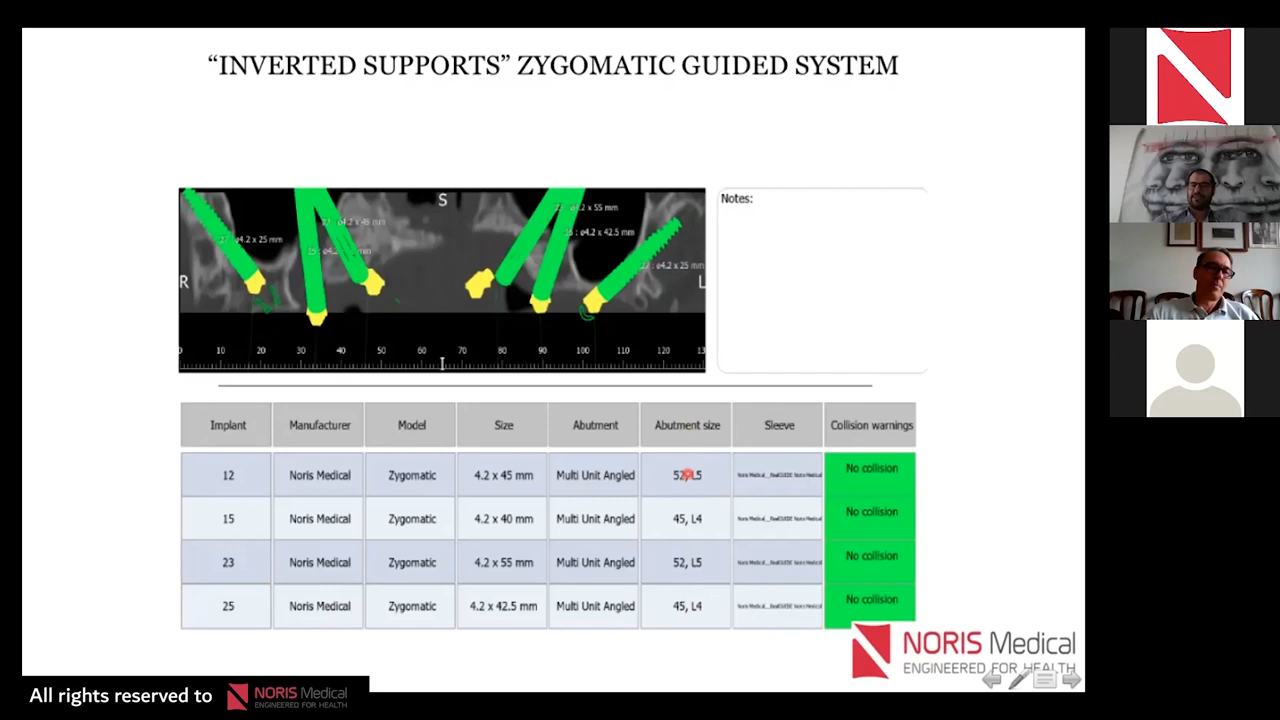 “INVERTED SUPPORTS” ZYGOMATIC GUIDED SYSTEM
S
R
L
ø4.2 x 25 mm
x 55 mm
ø4.2 x 42.5 mm
ø4.2 x 25 mm
Notes:
10 20 30 40 50 60 70 80 90 100 110 120
Implant Manufacturer Model Size Abutment Abutment size Sleeve Collision warnings
12 Noris Medical Zygomatic 4.2 x 45 mm Multi Unit Angled 52, L5 No collision
15 Noris Medical Zygomatic 4.2 x 40 mm Multi Unit Angled 45, L4 No collision
23 Noris Medical Zygomatic 4.2 x 55 mm Multi Unit Angled 52, L5 No collision
25 Noris Medical Zygomatic 4.2 x 42.5 mm Multi Unit Angled 45, L4 No collision
NORIS Medical
ENGINEERED FOR HEALTH
All rights reserved to NORIS Medical
ENGINEERED FOR HEALTH